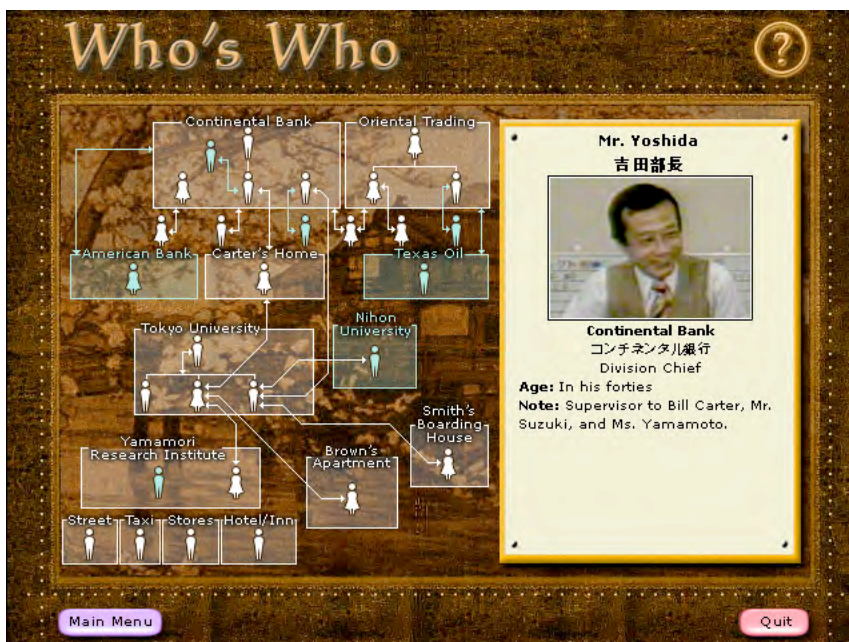 Who's Who
?
Continental Bank
Oriental Trading
American Bank
Carter's Home
Texas Oil
Tokyo University
Nihon
University
Smith's
Boarding
House
Yamamori
Research Institute
Brown's
Apartment
Street
Taxi
Stores
Hotel/Inn
Mr. Yoshida
吉田部長
Continental Bank
コンチネンタル銀行
Division Chief
Age: In his forties
Note: Supervisor to Bill Carter, Mr.
Suzuki, and Ms. Yamamoto.
Main Menu
Quit